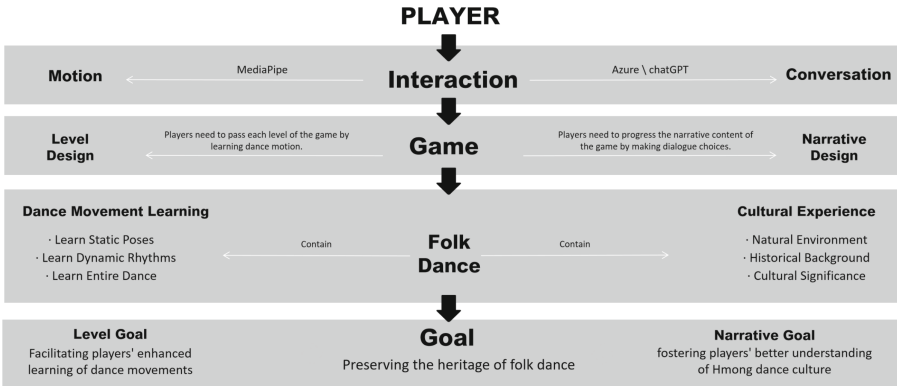 PLAYER
Motion
MediaPipe
Interaction
Azure \ chatGPT
Conversation
Level
Design
Players need to pass each level of the game by
learning dance motion.
Game
Players need to progress the narrative content of
the game by making dialogue choices.
Narrative
Design
Dance Movement Learning
· Learn Static Poses
· Learn Dynamic Rhythms
· Learn Entire Dance
Contain
Folk
Dance
Contain
Cultural Experience
· Natural Environment
· Historical Background
· Cultural Significance
Level Goal
Facilitating players' enhanced
learning of dance movements
Goal
Preserving the heritage of folk dance
Narrative Goal
fostering players' better understanding
of Hmong dance culture